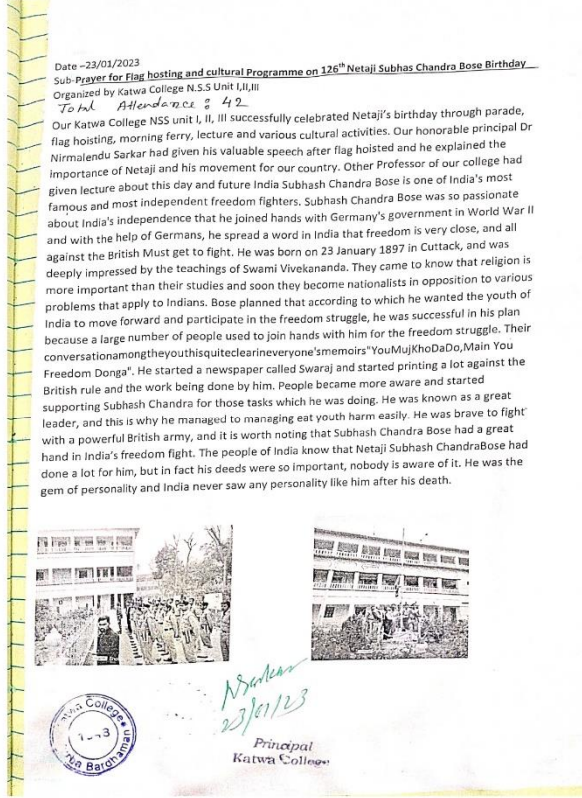 Date –23/01/2023
Sub-Prayer for Flag hosting and cultural Programme on 126th Netaji Subhas Chandra Bose Birthday
Organized by Katwa College N.S.S Unit I,II,III
Total Attendance : 42
Our Katwa College NSS unit I, II, III successfully celebrated Netaji's birthday through parade,
flag hoisting, morning ferry, lecture and various cultural activities. Our honorable principal Dr
Nirmalendu Sarkar had given his valuable speech after flag hoisted and he explained the
importance of Netaji and his movement for our country. Other Professor of our college had
given lecture about this day and future India Subhash Chandra Bose is one of India's most
famous and most independent freedom fighters. Subhash Chandra Bose was so passionate
about India's independence that he joined hands with Germany's government in World War II
and with the help of Germans, he spread a word in India that freedom is very close, and all
against the British Must get to fight. He was born on 23 January 1897 in Cuttack, and was
deeply impressed by the teachings of Swami Vivekananda. They came to know that religion is
more important than their studies and soon they become nationalists in opposition to various
problems that apply to Indians. Bose planned that according to which he wanted the youth of
India to move forward and participate in the freedom struggle, he was successful in his plan
because a large number of people used to join hands with him for the freedom struggle. Their
conversationamongtheyouthisquiteclearineveryone'smemoirs"YouMujKhoDaDo,Main You
Freedom Donga". He started a newspaper called Swaraj and started printing a lot against the
British rule and the work being done by him. People became more aware and started
supporting Subhash Chandra for those tasks which he was doing. He was known as a great
leader, and this is why he managed to managing eat youth harm easily. He was brave to fight
with a powerful British army, and it is worth noting that Subhash Chandra Bose had a great
hand in India's freedom fight. The people of India know that Netaji Subhash ChandraBose had
done a lot for him, but in fact his deeds were so important, nobody is aware of it. He was the
gem of personality and India never saw any personality like him after his death.
NSarkar
23/01/23
Principal
Katwa College
Katwa College
Barddhaman